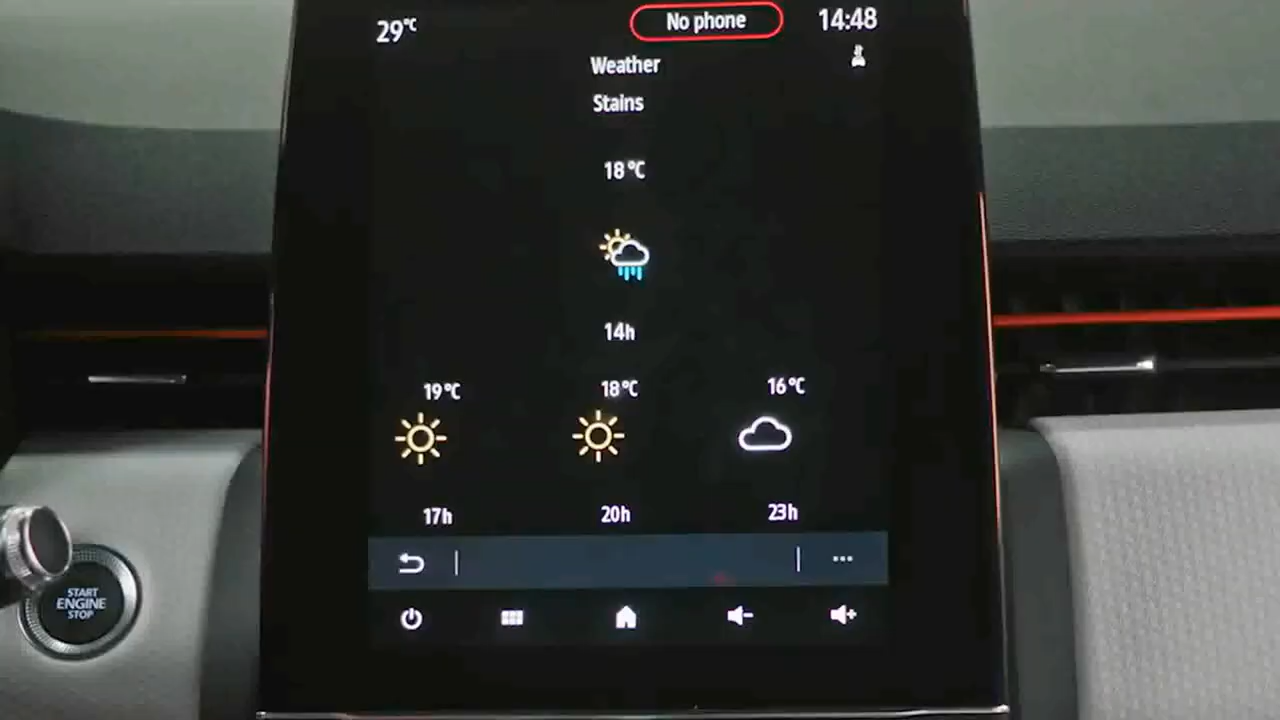 29°C
No phone
14:48
Weather
Stains
18 °C
14h
19 °C
18 °C
16 °C
17h
20h
23h
START
ENGINE
STOP